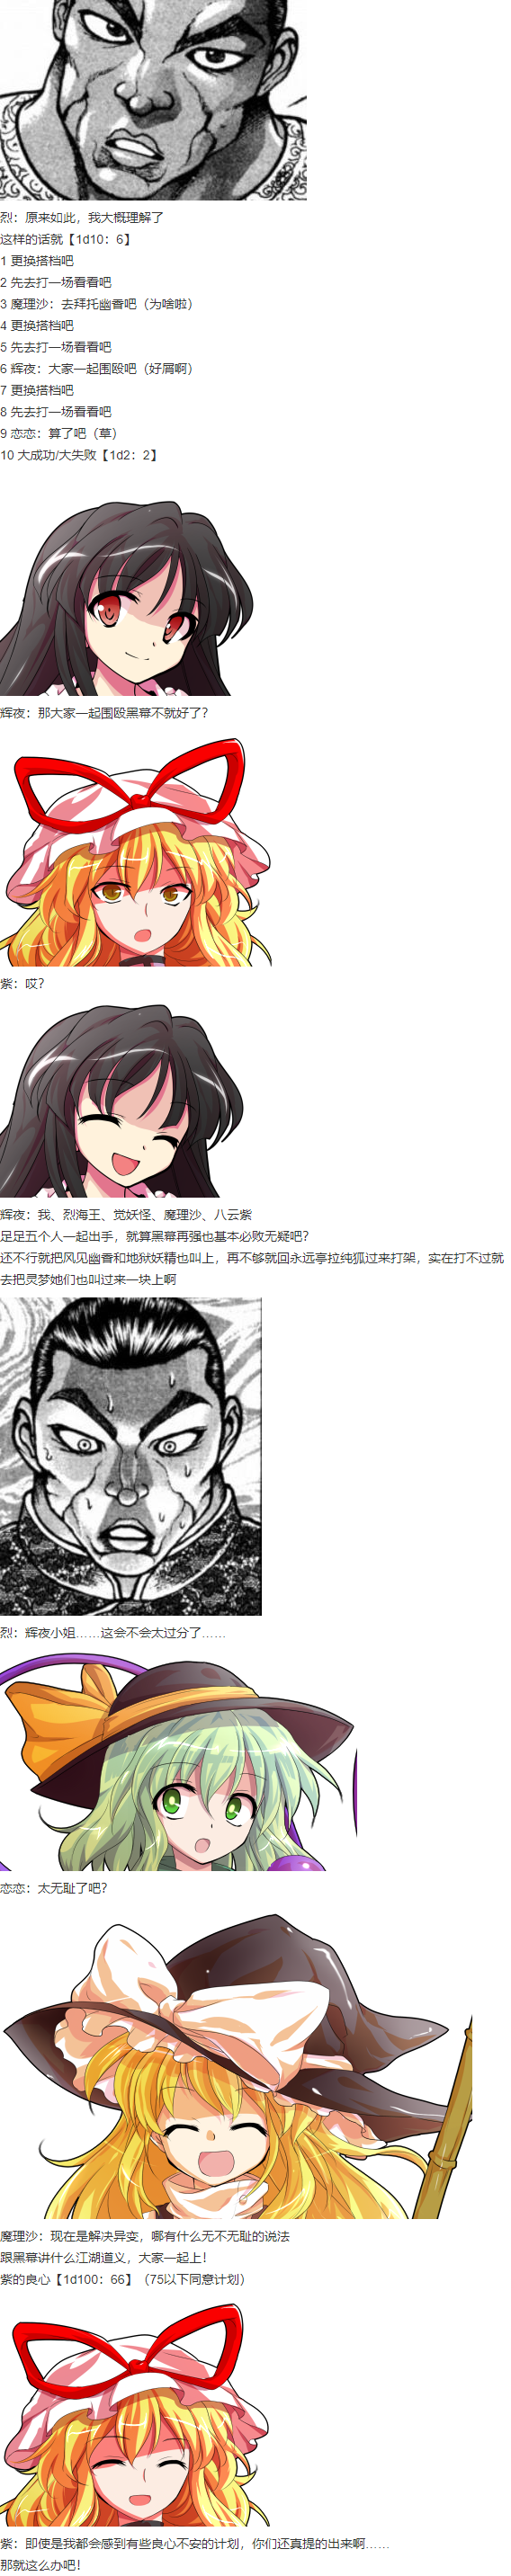 烈：原来如此，我大概理解了
这样的话就【1d10：6】
1 更换搭档吧
2 先去打一场看看吧
3 魔理沙：去拜托幽香吧（为啥啦）
4 更换搭档吧
5 先去打一场看看吧
6 辉夜：大家一起围殴吧（好屑啊）
7 更换搭档吧
8 先去打一场看看吧
9 恋恋：算了吧（草）
10 大成功/大失败【1d2：2】
辉夜：那大家一起围殴黑幕不就好了？
紫：哎？
辉夜：我、烈海王、觉妖怪、魔理沙、八云紫
足足五个人一起出手，就算黑幕再强也基本必败无疑吧？
还不行就把风见幽香和地狱妖精也叫上，再不够就回永远亭拉纯狐过来打架，实在打不过就
去把灵梦她们也叫过来一块上啊
烈：辉夜小姐……这会不会太过分了……
恋恋：太无耻了吧？
魔理沙：现在是解决异变，哪有什么无不无耻的说法
跟黑幕讲什么江湖道义，大家一起上！
紫的良心【1d100：66】（75以下同意计划）
紫：即使是我都会感到有些良心不安的计划，你们还真提的出来啊……
那就这么办吧！